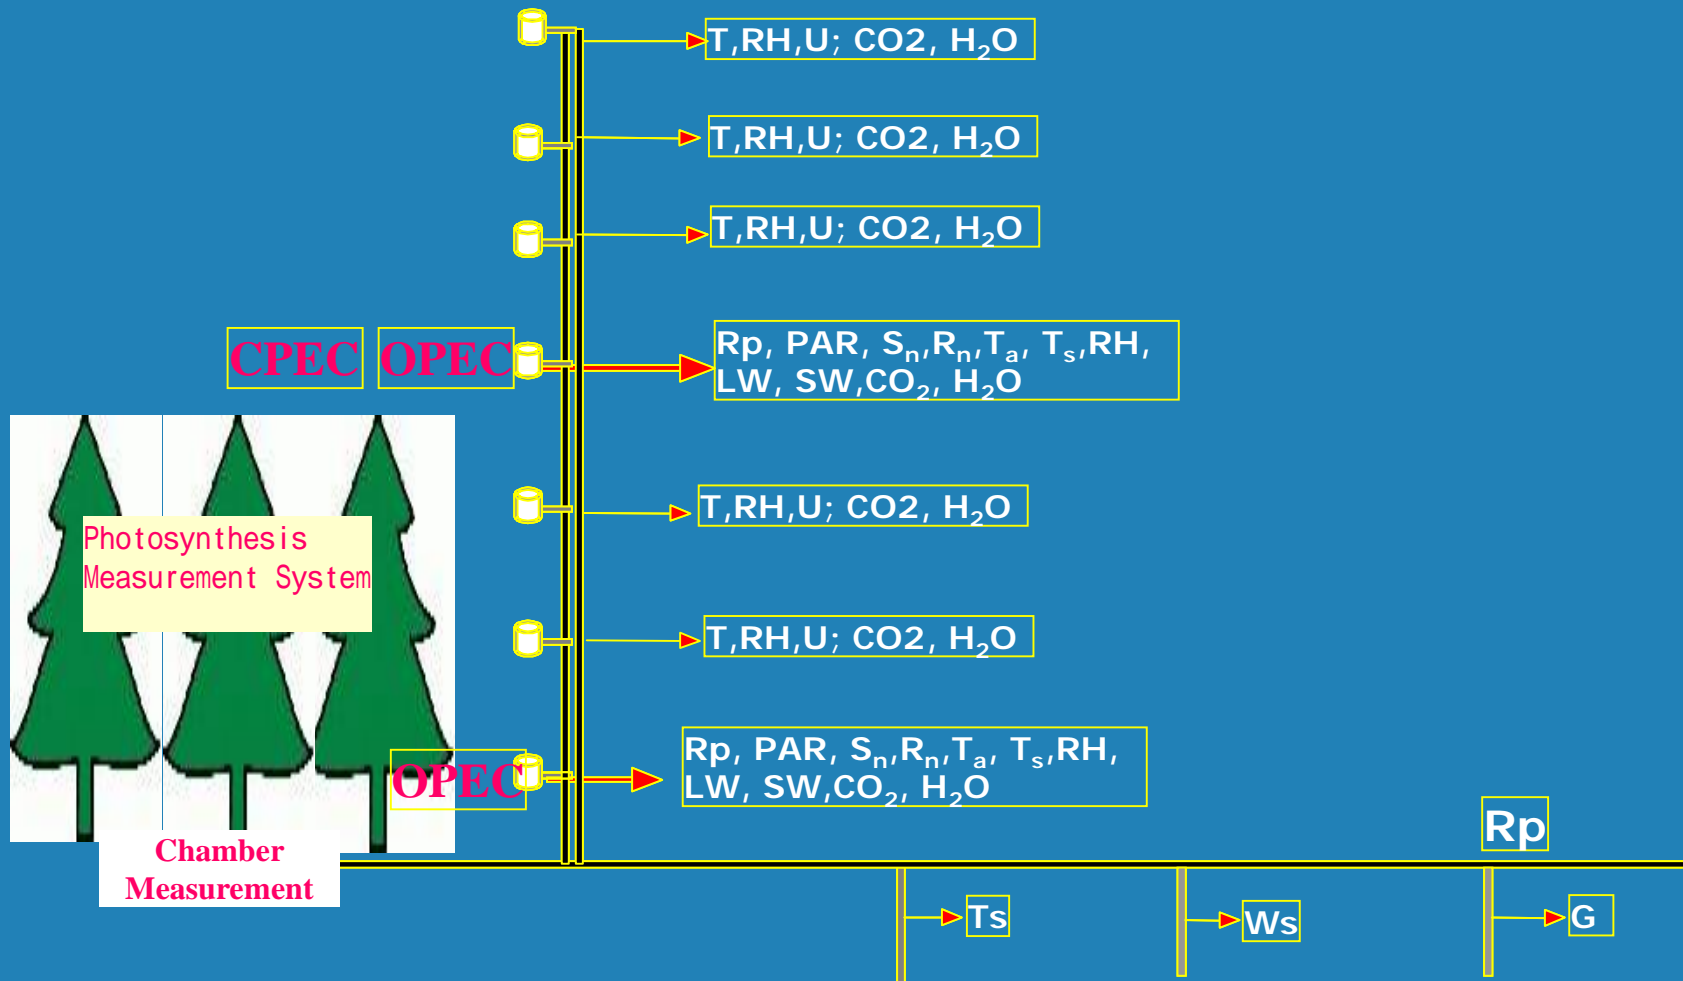 T,RH,U; CO2, H₂O
T,RH,U; CO2, H₂O
T,RH,U; CO2, H₂O
CPEC OPEC
Rp, PAR, Sₙ,Rₙ,Tₐ, Tₛ,RH,
LW, SW,CO₂, H₂O
T,RH,U; CO2, H₂O
Photosynthesis
Measurement System
T,RH,U; CO2, H₂O
OPEC
Rp, PAR, Sₙ,Rₙ,Tₐ, Tₛ,RH,
LW, SW,CO₂, H₂O
Rp
Chamber
Measurement
Ts
Ws
G